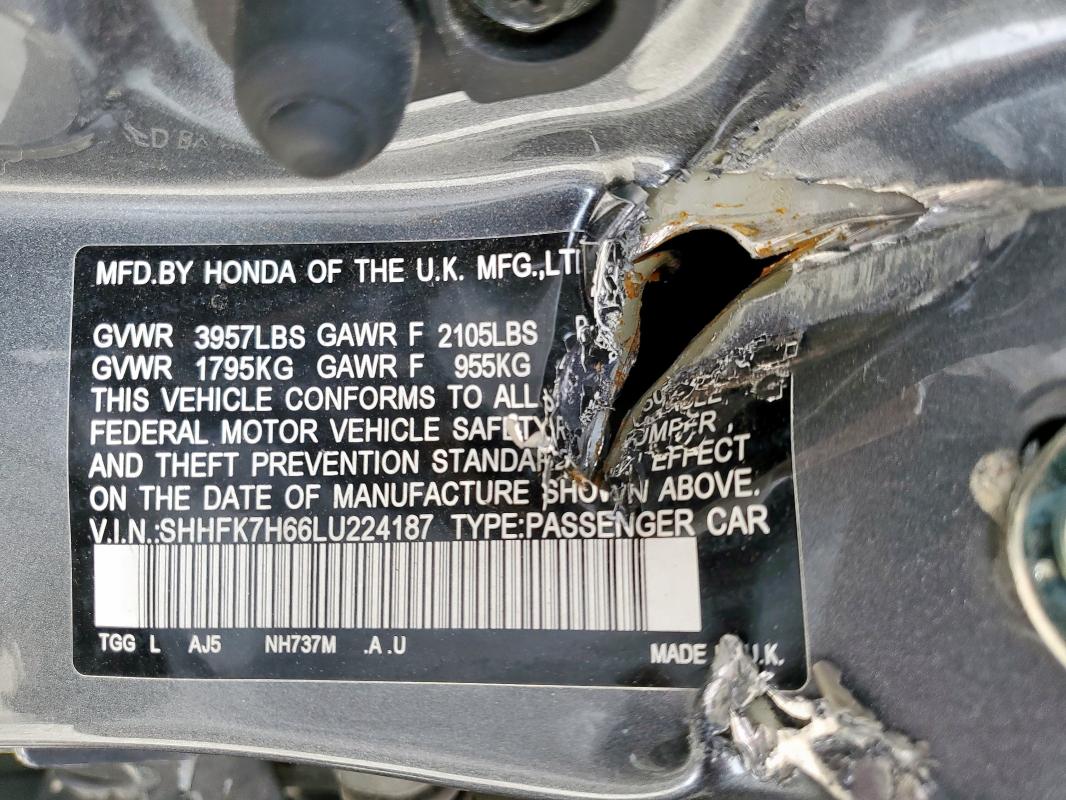 MFD.BY HONDA OF THE U.K. MFG.,LT
GVWR 3957LBS GAWR F 2105LBS
GVWR 1795KG GAWR F 955KG
THIS VEHICLE CONFORMS TO ALL
FEDERAL MOTOR VEHICLE SAFETY
AND THEFT PREVENTION STANDAR EFFECT
ON THE DATE OF MANUFACTURE SHOWN ABOVE.
V.I.N.:SHHFK7H66LU224187 TYPE:PASSENGER CAR
TGG L AJ5 NH737M .A .U
MADE U.K.